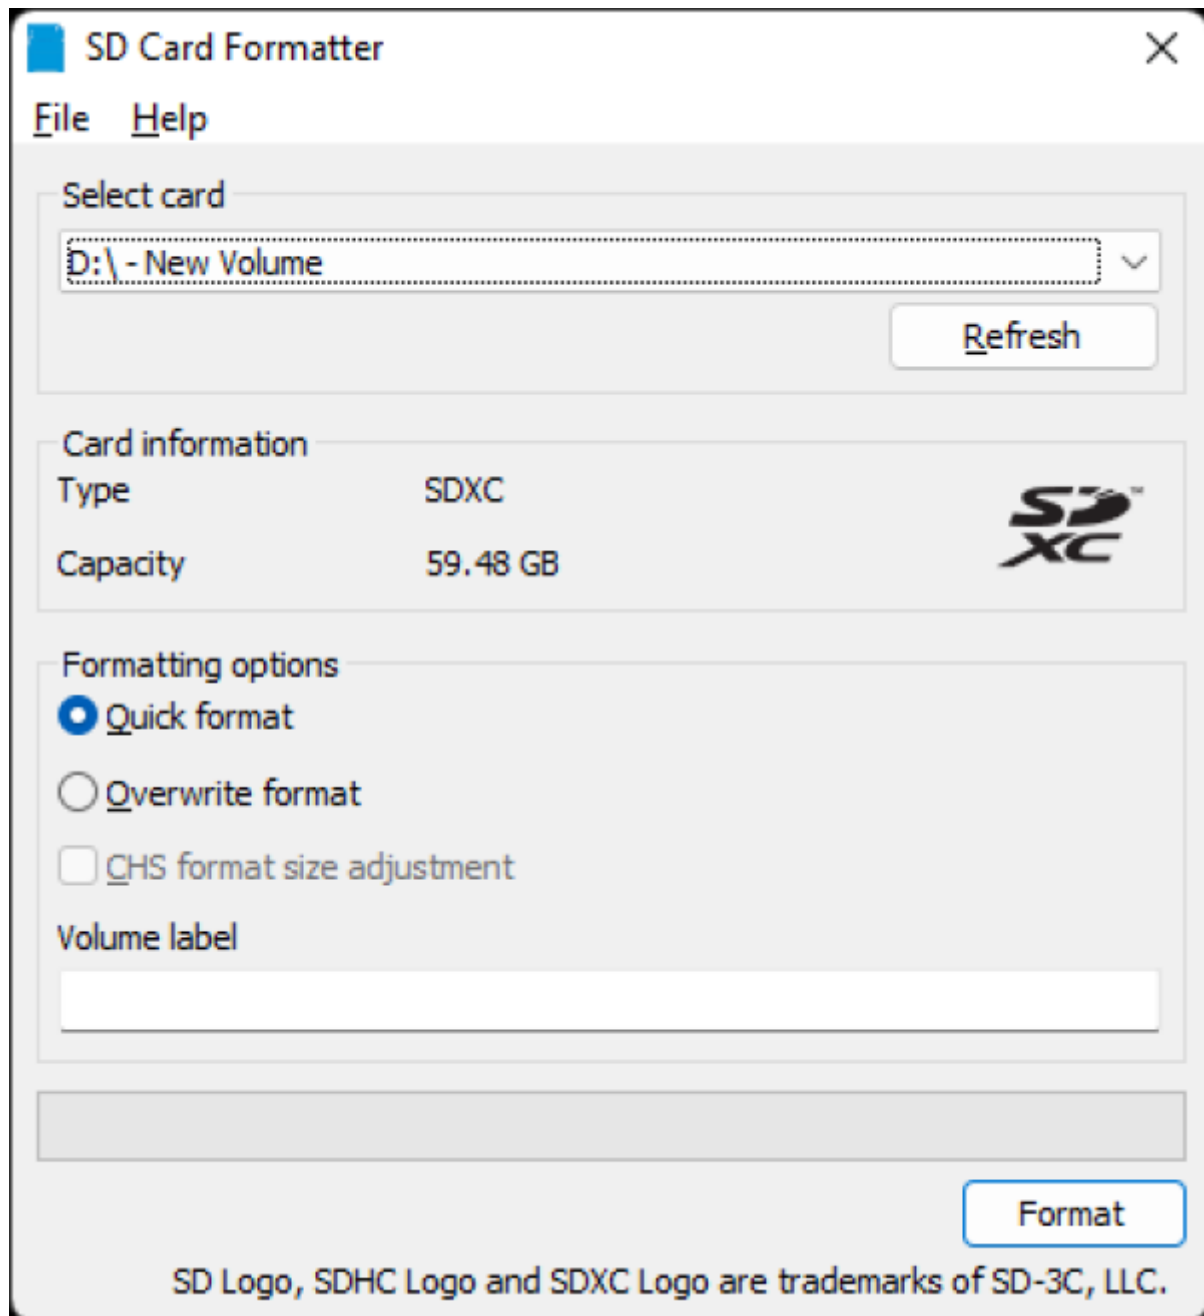 SD Card Formatter
File Help
Select card
D:\ - New Volume
Refresh
Card information
Type SDXC
SD XC™
Capacity 59.48 GB
Formatting options
Quick format
Overwrite format
CHS format size adjustment
Volume label
Format
SD Logo, SDHC Logo and SDXC Logo are trademarks of SD-3C, LLC.